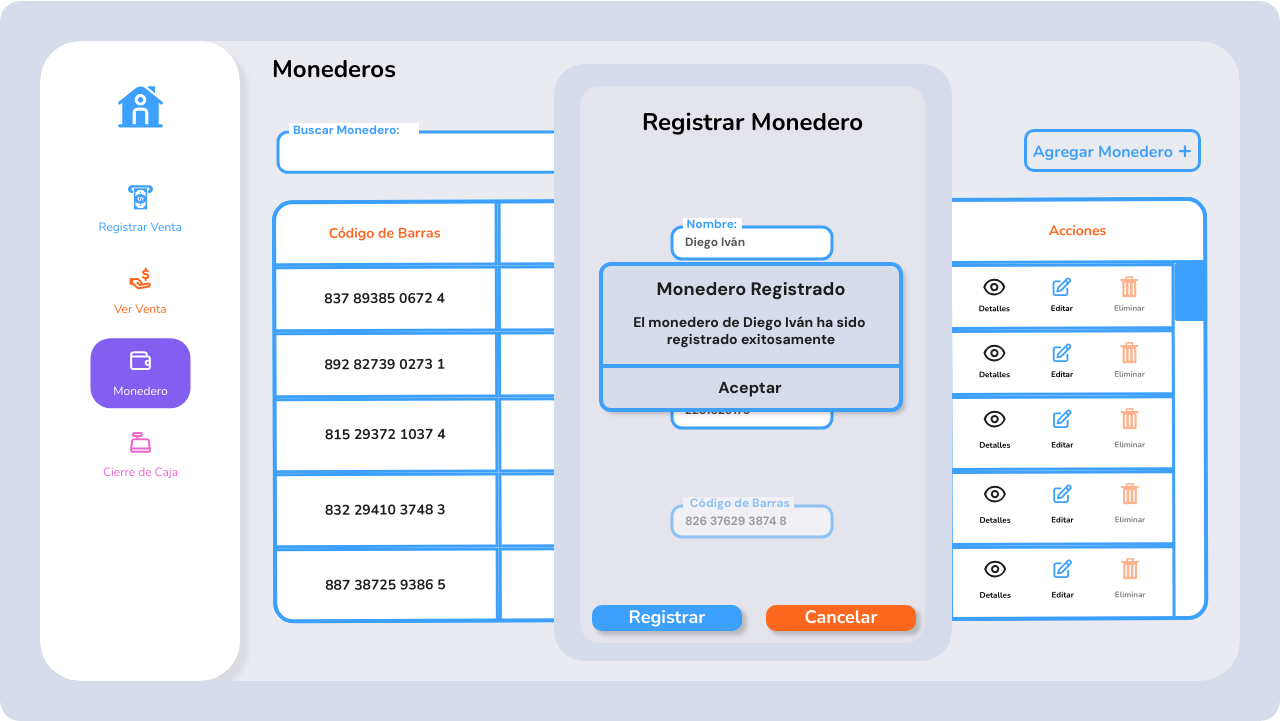 Monederos
Registrar Venta
Ver Venta
Monedero
Cierre de Caja
Buscar Monedero:
Agregar Monedero +
Código de Barras
Acciones
837 89385 0672 4
Detalles Editar Eliminar
892 82739 0273 1
Detalles Editar Eliminar
815 29372 1037 4
Detalles Editar Eliminar
832 29410 3748 3
Detalles Editar Eliminar
887 38725 9386 5
Detalles Editar Eliminar
Registrar Monedero
Nombre:
Diego Iván
Monedero Registrado
El monedero de Diego Iván ha sido
registrado exitosamente
Aceptar
Código de Barras
826 37629 3874 8
Registrar
Cancelar